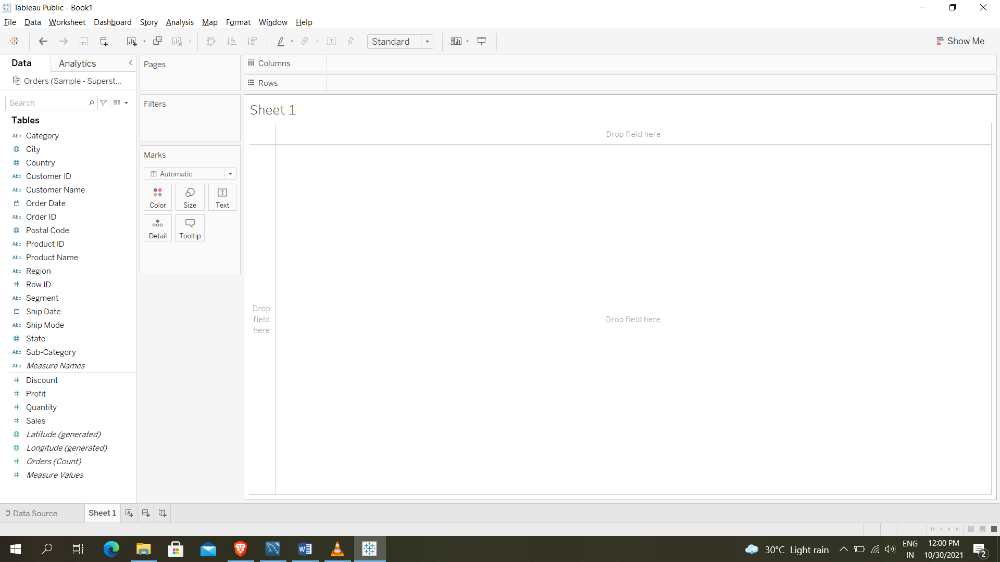 Tableau Public - Book1
File Data Worksheet Dashboard Story Analysis Map Format Window Help
Standard
Show Me
Data Analytics
Orders (Sample - Superst...
Search
Tables
Abc Category
City
Country
Abc Customer ID
Abc Customer Name
Order Date
Abc Order ID
Postal Code
Abc Product ID
Abc Product Name
Abc Region
Row ID
Abc Segment
Ship Date
Abc Ship Mode
State
Abc Sub-Category
Abc Measure Names
Discount
Profit
Quantity
Sales
Latitude (generated)
Longitude (generated)
Orders (Count)
Measure Values
Pages
Filters
Marks
T Automatic
Color Size T Text
Detail Tooltip
Columns
Rows
Sheet 1
Drop field here
Drop
field
here
Drop field here
Data Source Sheet 1
30°C Light rain
ENG
IN
12:00 PM
10/30/2021
2